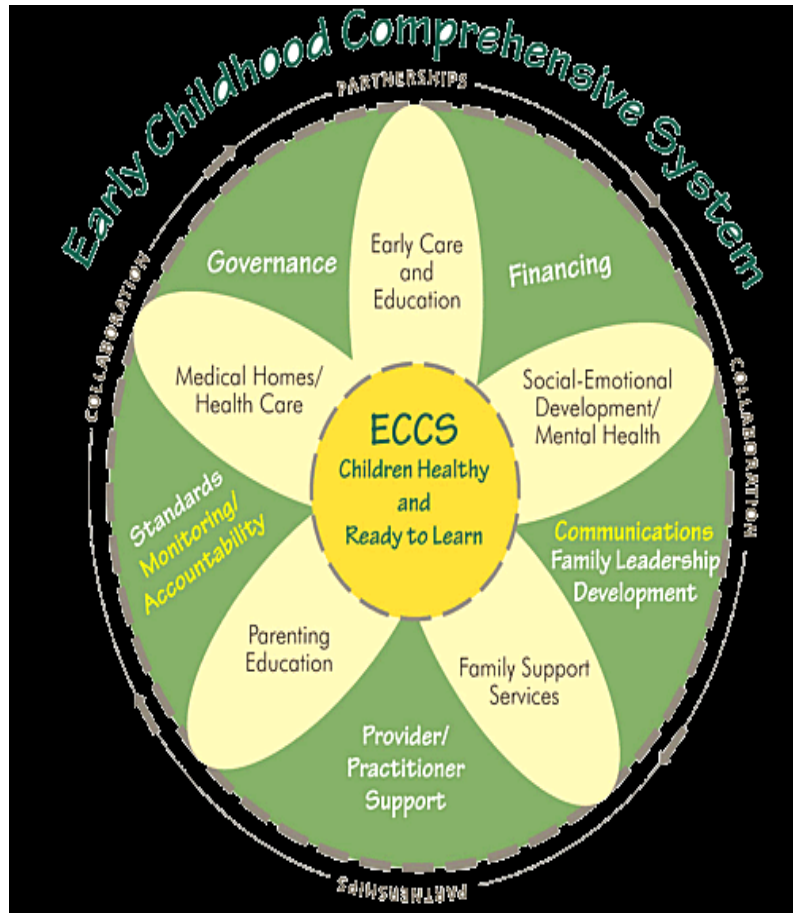 Early Childhood Comprehensive System
PARTNERSHIPS
COLLABORATION
COLLABORATION
Governance
Early Care
and
Education
Financing
Medical Homes/
Health Care
Social-Emotional
Development/
Mental Health
ECCS
Children Healthy
and
Ready to Learn
Standards
Monitoring/
Accountability
Communications
Family Leadership
Development
Parenting
Education
Family Support
Services
Provider/
Practitioner
Support
PARTNERSHIPS